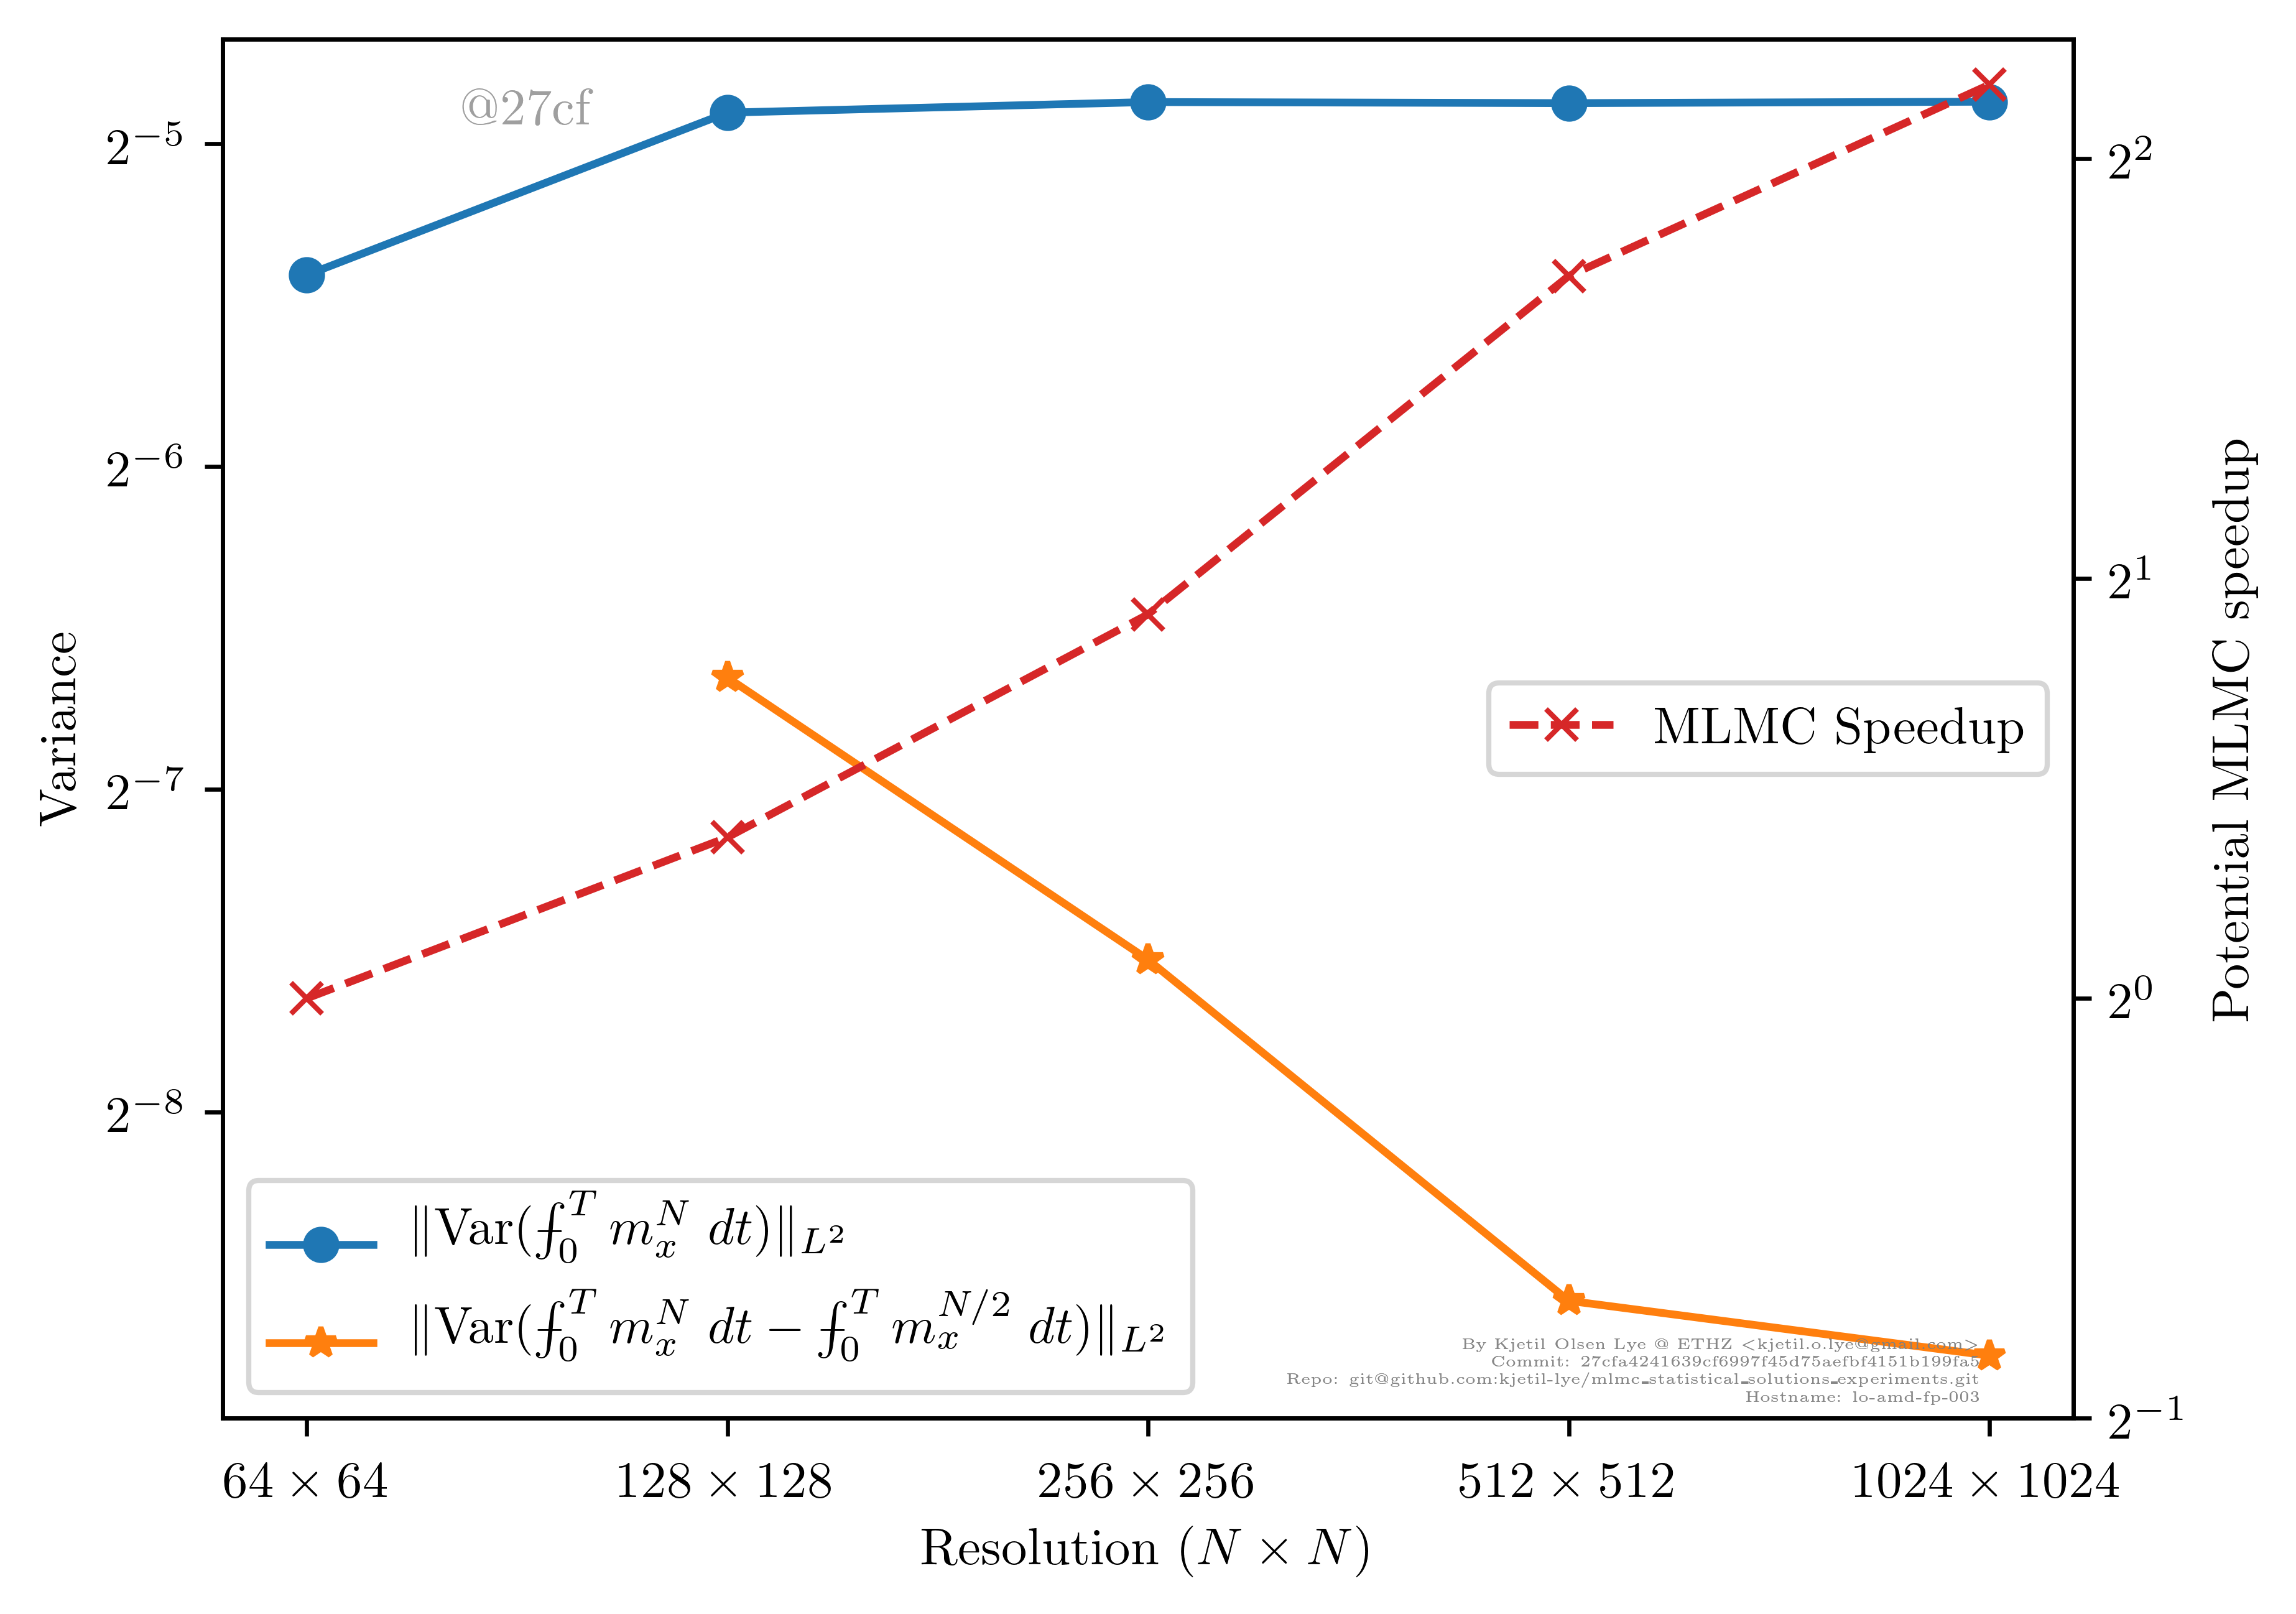 @27cf
2^{-5}
2^{-6}
2^{-7}
2^{-8}
Variance
2^2
2^1
2^0
2^{-1}
Potential MLMC speedup
MLMC Speedup
‖Var(⨍_0^T m_x^N dt)‖_{L^2}
‖Var(⨍_0^T m_x^N dt − ⨍_0^T m_x^{N/2} dt)‖_{L^2}
By Kjetil Olsen Lye @ ETHZ <kjetil.o.lye@gmail.com>
Commit: 27cfa4241639cf6997f45d75aefbf4151b199fa5
Repo: git@github.com:kjetil-lye/mlmc_statistical_solutions_experiments.git
Hostname: lo-amd-fp-003
64 × 64
128 × 128
256 × 256
512 × 512
1024 × 1024
Resolution (N × N)